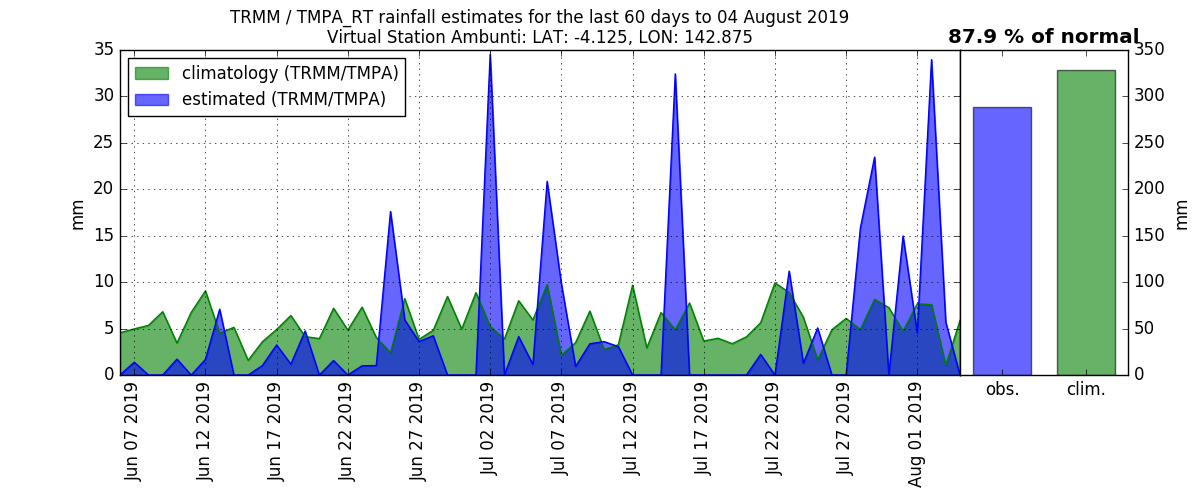 TRMM / TMPA_RT rainfall estimates for the last 60 days to 04 August 2019
Virtual Station Ambunti: LAT: -4.125, LON: 142.875
87.9 % of normal
climatology (TRMM/TMPA)
estimated (TRMM/TMPA)
35
30
25
20
15
10
5
0
mm
350
300
250
200
150
100
50
0
mm
Jun 07 2019
Jun 12 2019
Jun 17 2019
Jun 22 2019
Jun 27 2019
Jul 02 2019
Jul 07 2019
Jul 12 2019
Jul 17 2019
Jul 22 2019
Jul 27 2019
Aug 01 2019
obs.
clim.